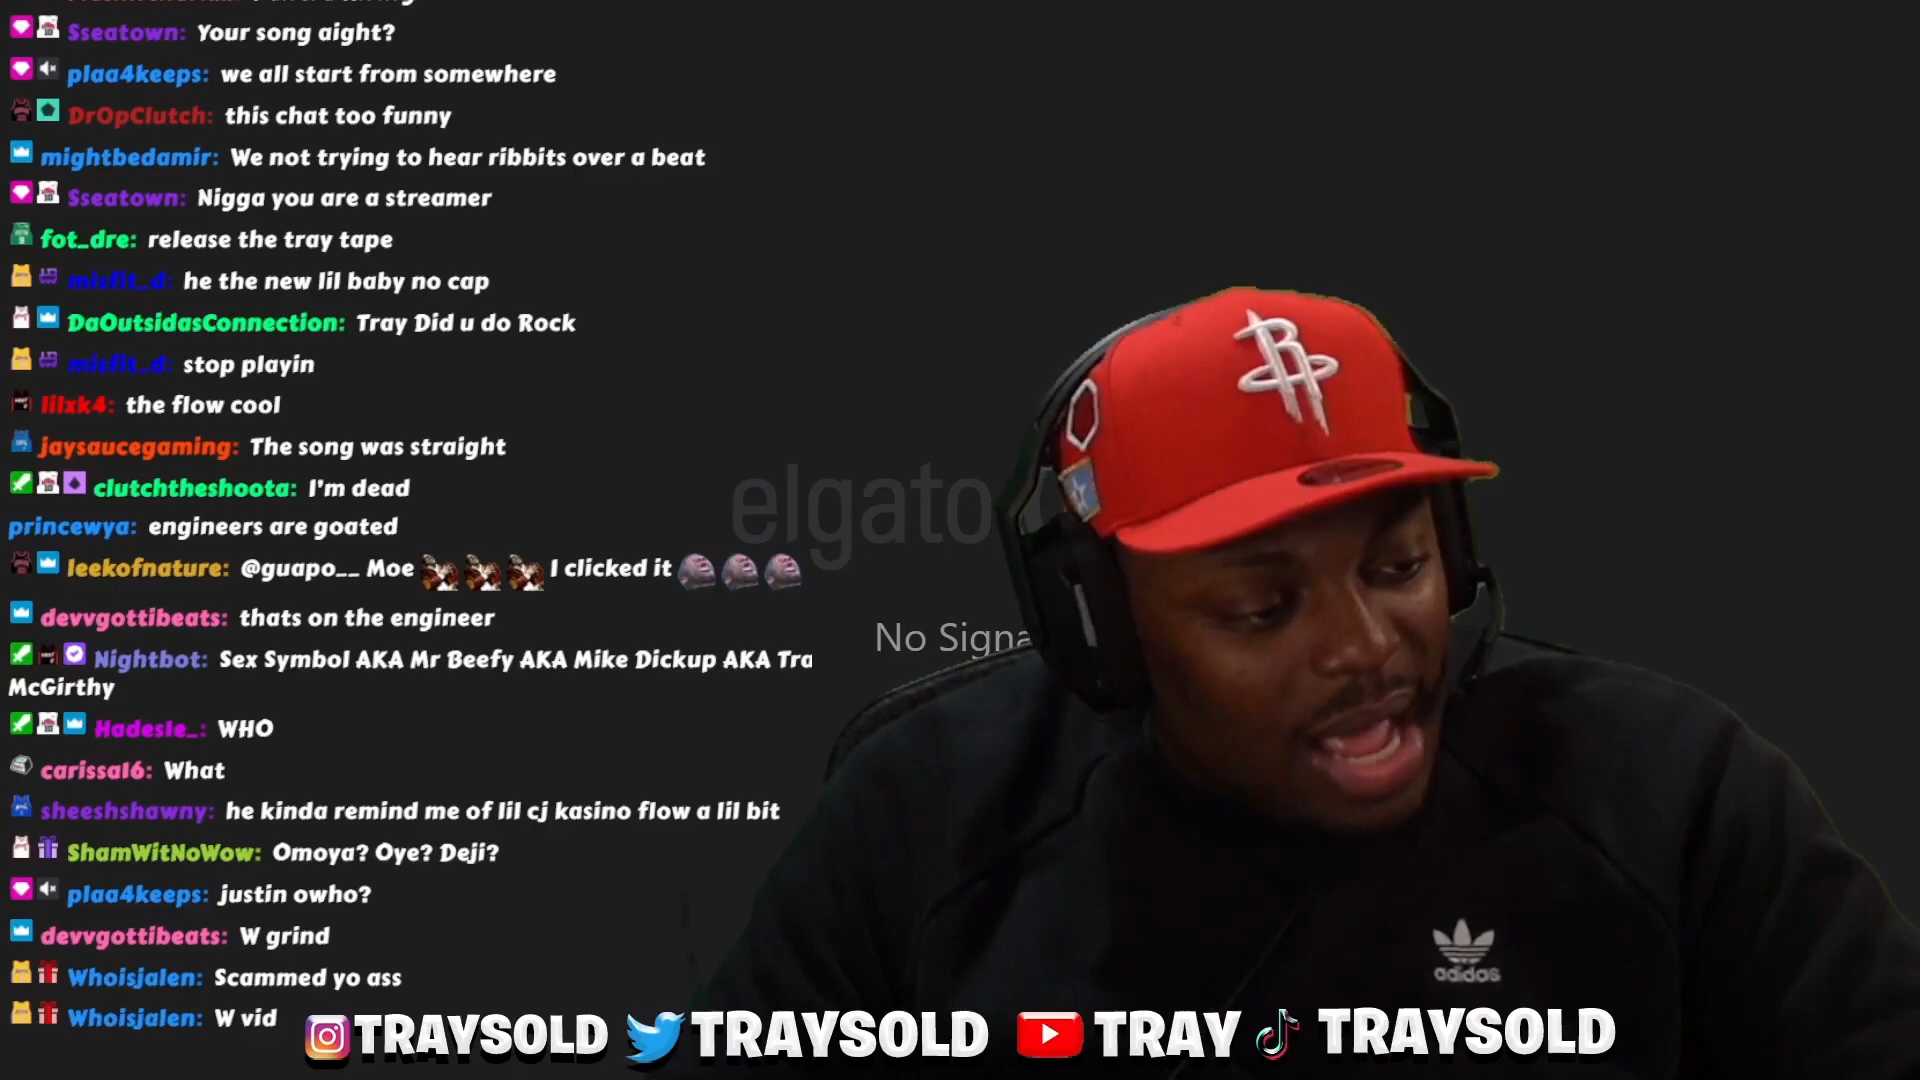 Sseatown: Your song aight?
plaa4keeps: we all start from somewhere
DrOpClutch: this chat too funny
mightbedamir: We not trying to hear ribbits over a beat
Sseatown: Nigga you are a streamer
fot_dre: release the tray tape
misfit_d: he the new lil baby no cap
DaOutsidasConnection: Tray Did u do Rock
misfit_d: stop playin
lilxk4: the flow cool
jaysaucegaming: The song was straight
clutchtheshoota: I'm dead
elgato
princewya: engineers are goated
leekofnature: @guapo__ Moe I clicked it
devvgottibeats: thats on the engineer
No Signa
Nightbot: Sex Symbol AKA Mr Beefy AKA Mike Dickup AKA Tra
McGirthy
Hadesle_: WHO
carissa16: What
sheeshshawny: he kinda remind me of lil cj kasino flow a lil bit
ShamWitNoWow: Omoya? Oye? Deji?
plaa4keeps: justin owho?
devvgottibeats: W grind
adidas
Whoisjalen: Scammed yo ass
Whoisjalen: W vid
TRAYSOLD TRAYSOLD TRAY TRAYSOLD